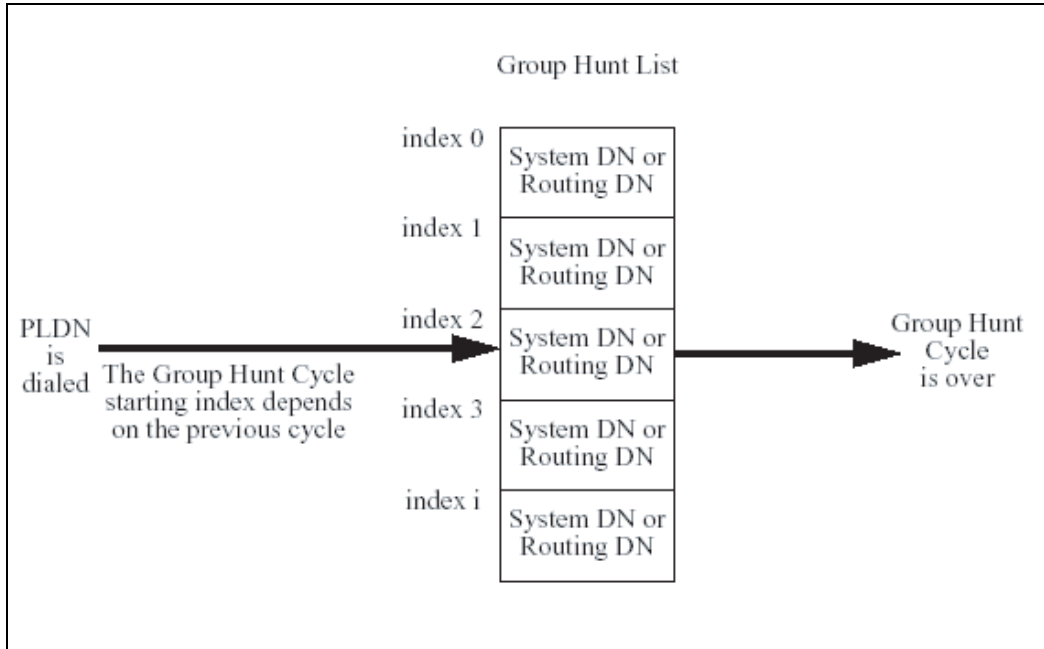 Group Hunt List
index 0
System DN or
Routing DN
index 1
System DN or
Routing DN
index 2
System DN or
Routing DN
index 3
System DN or
Routing DN
index i
System DN or
Routing DN
PLDN
is
dialed
The Group Hunt Cycle
starting index depends
on the previous cycle
Group Hunt
Cycle
is over